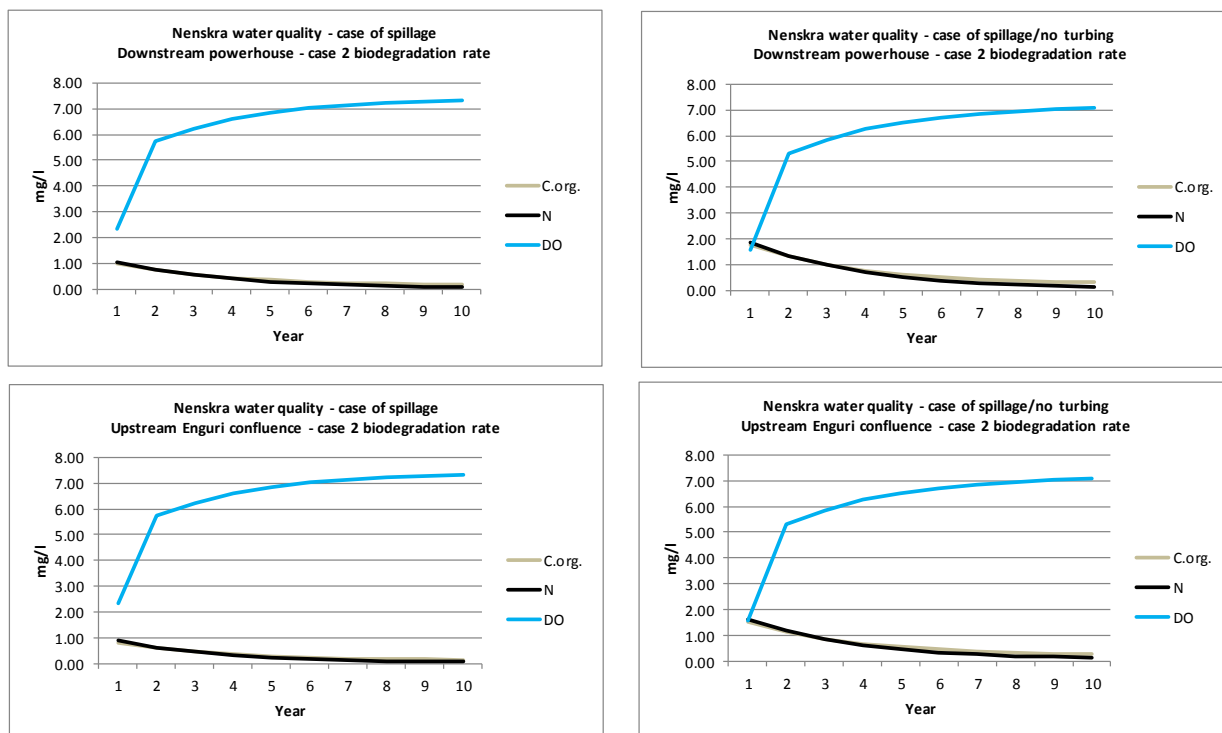 Nenskra water quality - case of spillage
Downstream powerhouse - case 2 biodegradation rate
8.00
7.00
6.00
5.00
4.00
3.00
2.00
1.00
0.00
mg/l
1 2 3 4 5 6 7 8 9 10
Year
C.org.
N
DO
Nenskra water quality - case of spillage/no turbing
Downstream powerhouse - case 2 biodegradation rate
8.00
7.00
6.00
5.00
4.00
3.00
2.00
1.00
0.00
mg/l
1 2 3 4 5 6 7 8 9 10
Year
C.org.
N
DO
Nenskra water quality - case of spillage
Upstream Enguri confluence - case 2 biodegradation rate
8.00
7.00
6.00
5.00
4.00
3.00
2.00
1.00
0.00
mg/l
1 2 3 4 5 6 7 8 9 10
Year
C.org.
N
DO
Nenskra water quality - case of spillage/no turbing
Upstream Enguri confluence - case 2 biodegradation rate
8.00
7.00
6.00
5.00
4.00
3.00
2.00
1.00
0.00
mg/l
1 2 3 4 5 6 7 8 9 10
Year
C.org.
N
DO